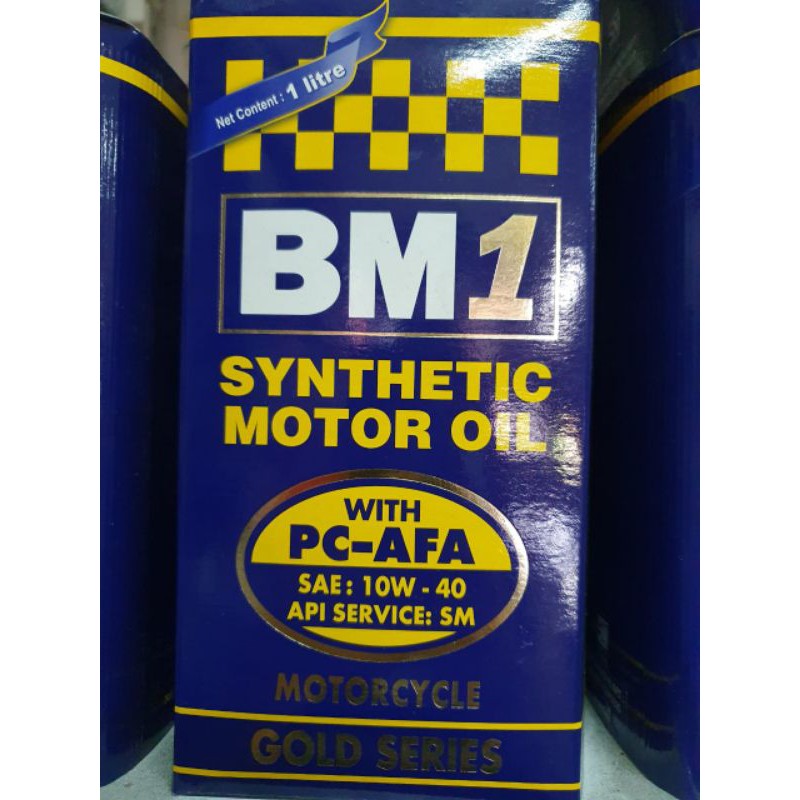 Net Content : 1 litre
BM1
SYNTHETIC
MOTOR OIL
WITH
PC-AFA
SAE: 10W - 40
API SERVICE: SM
MOTORCYCLE
GOLD SERIES